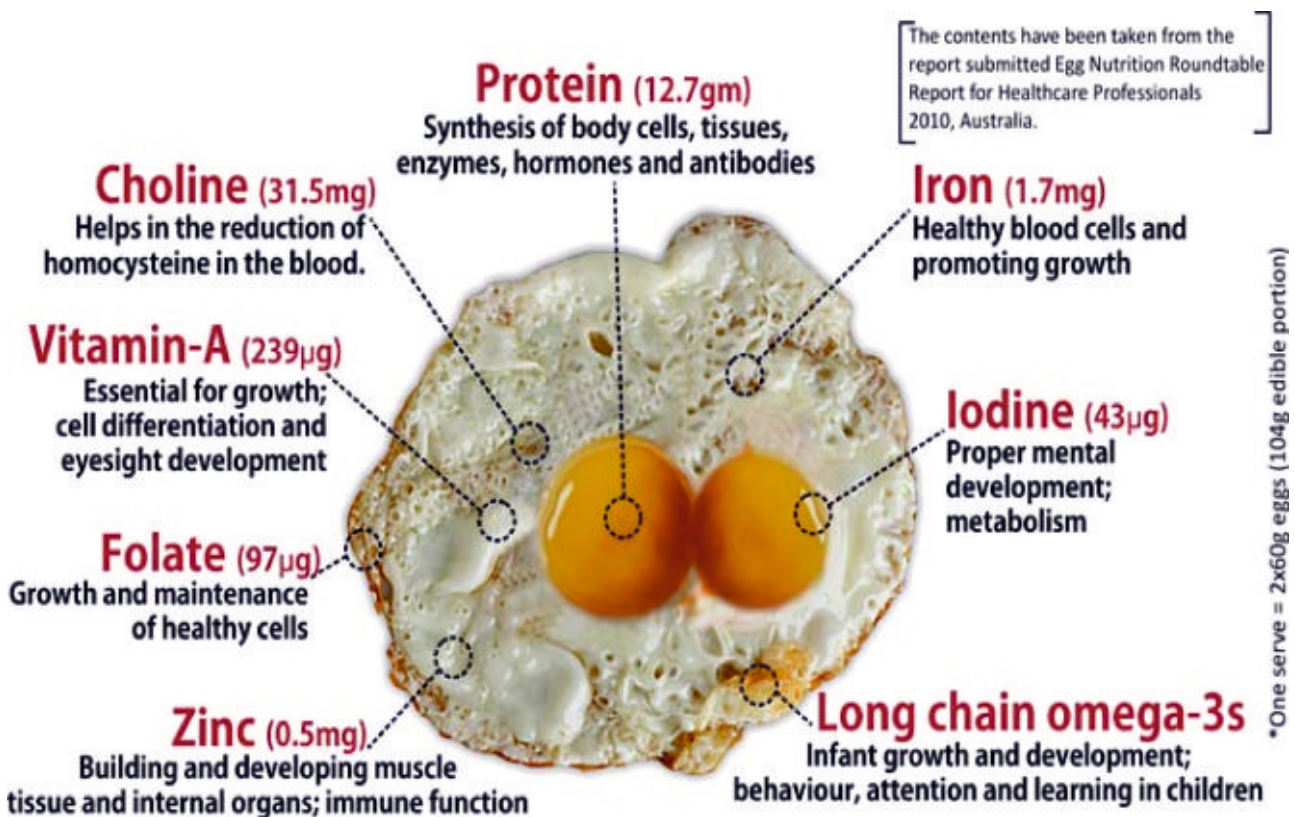 The contents have been taken from the
report submitted Egg Nutrition Roundtable
Report for Healthcare Professionals
2010, Australia.
Protein (12.7gm)
Synthesis of body cells, tissues,
enzymes, hormones and antibodies
Choline (31.5mg)
Helps in the reduction of
homocysteine in the blood.
Iron (1.7mg)
Healthy blood cells and
promoting growth
Vitamin-A (239µg)
Essential for growth;
cell differentiation and
eyesight development
Iodine (43µg)
Proper mental
development;
metabolism
Folate (97µg)
Growth and maintenance
of healthy cells
Zinc (0.5mg)
Building and developing muscle
tissue and internal organs; immune function
Long chain omega-3s
Infant growth and development;
behaviour, attention and learning in children
*One serve = 2x60g eggs (104g edible portion)